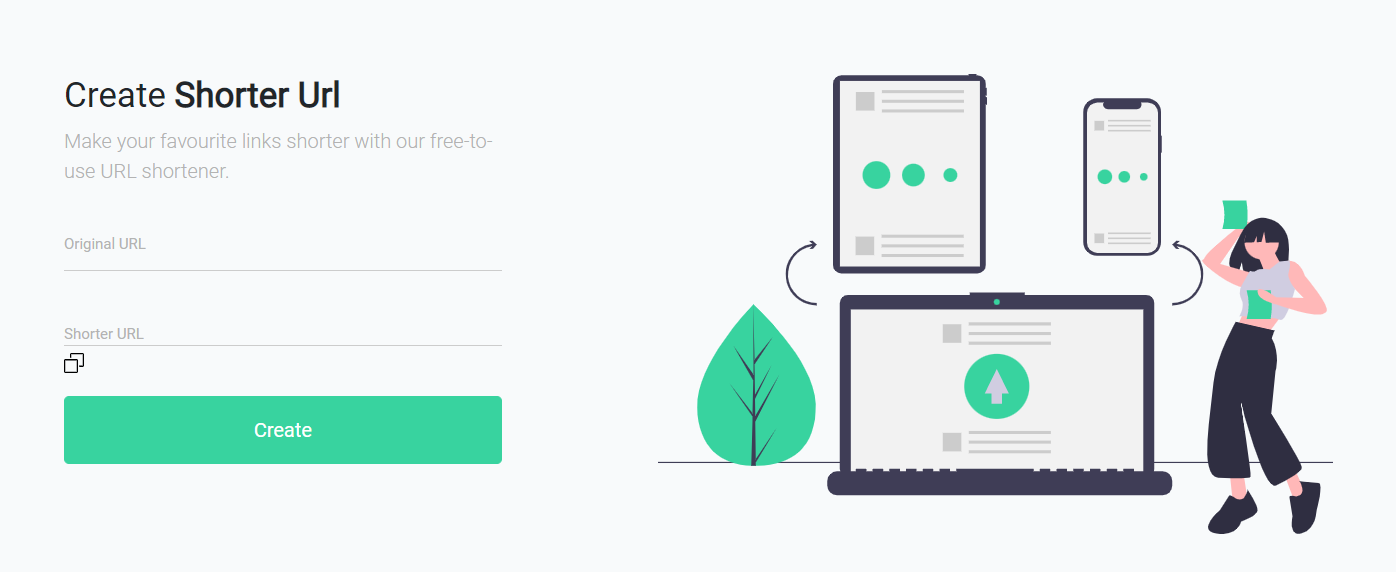 Create Shorter Url
Make your favourite links shorter with our free-to-
use URL shortener.
Original URL
Shorter URL
Create